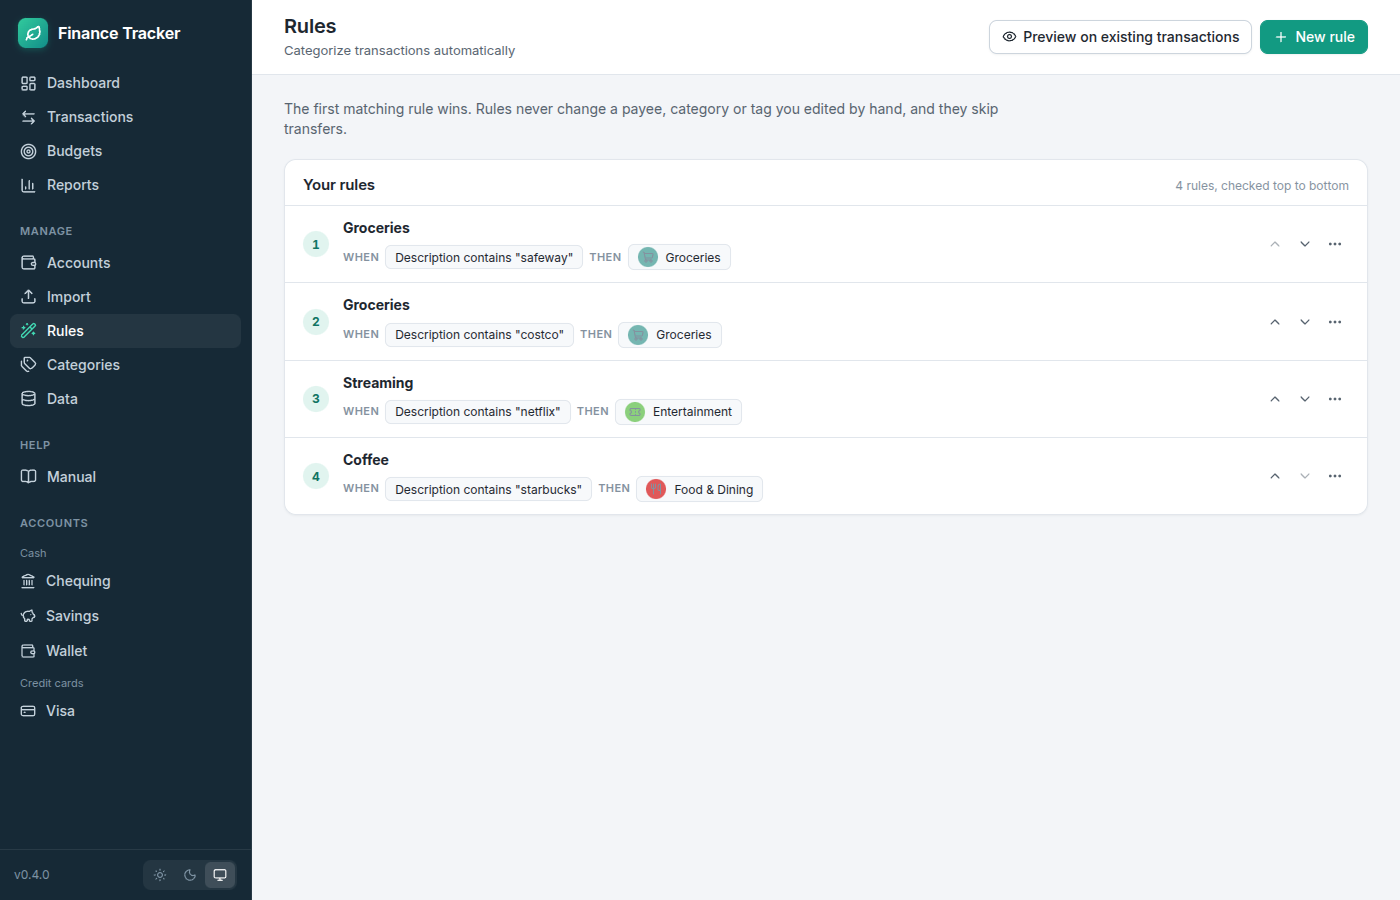 Finance Tracker
Dashboard
Transactions
Budgets
Reports
MANAGE
Accounts
Import
Rules
Categories
Data
HELP
Manual
ACCOUNTS
Cash
Chequing
Savings
Wallet
Credit cards
Visa
v0.4.0
Rules
Categorize transactions automatically
Preview on existing transactions
New rule
The first matching rule wins. Rules never change a payee, category or tag you edited by hand, and they skip
transfers.
Your rules
4 rules, checked top to bottom
1
Groceries
WHEN Description contains "safeway" THEN Groceries
2
Groceries
WHEN Description contains "costco" THEN Groceries
3
Streaming
WHEN Description contains "netflix" THEN Entertainment
4
Coffee
WHEN Description contains "starbucks" THEN Food & Dining